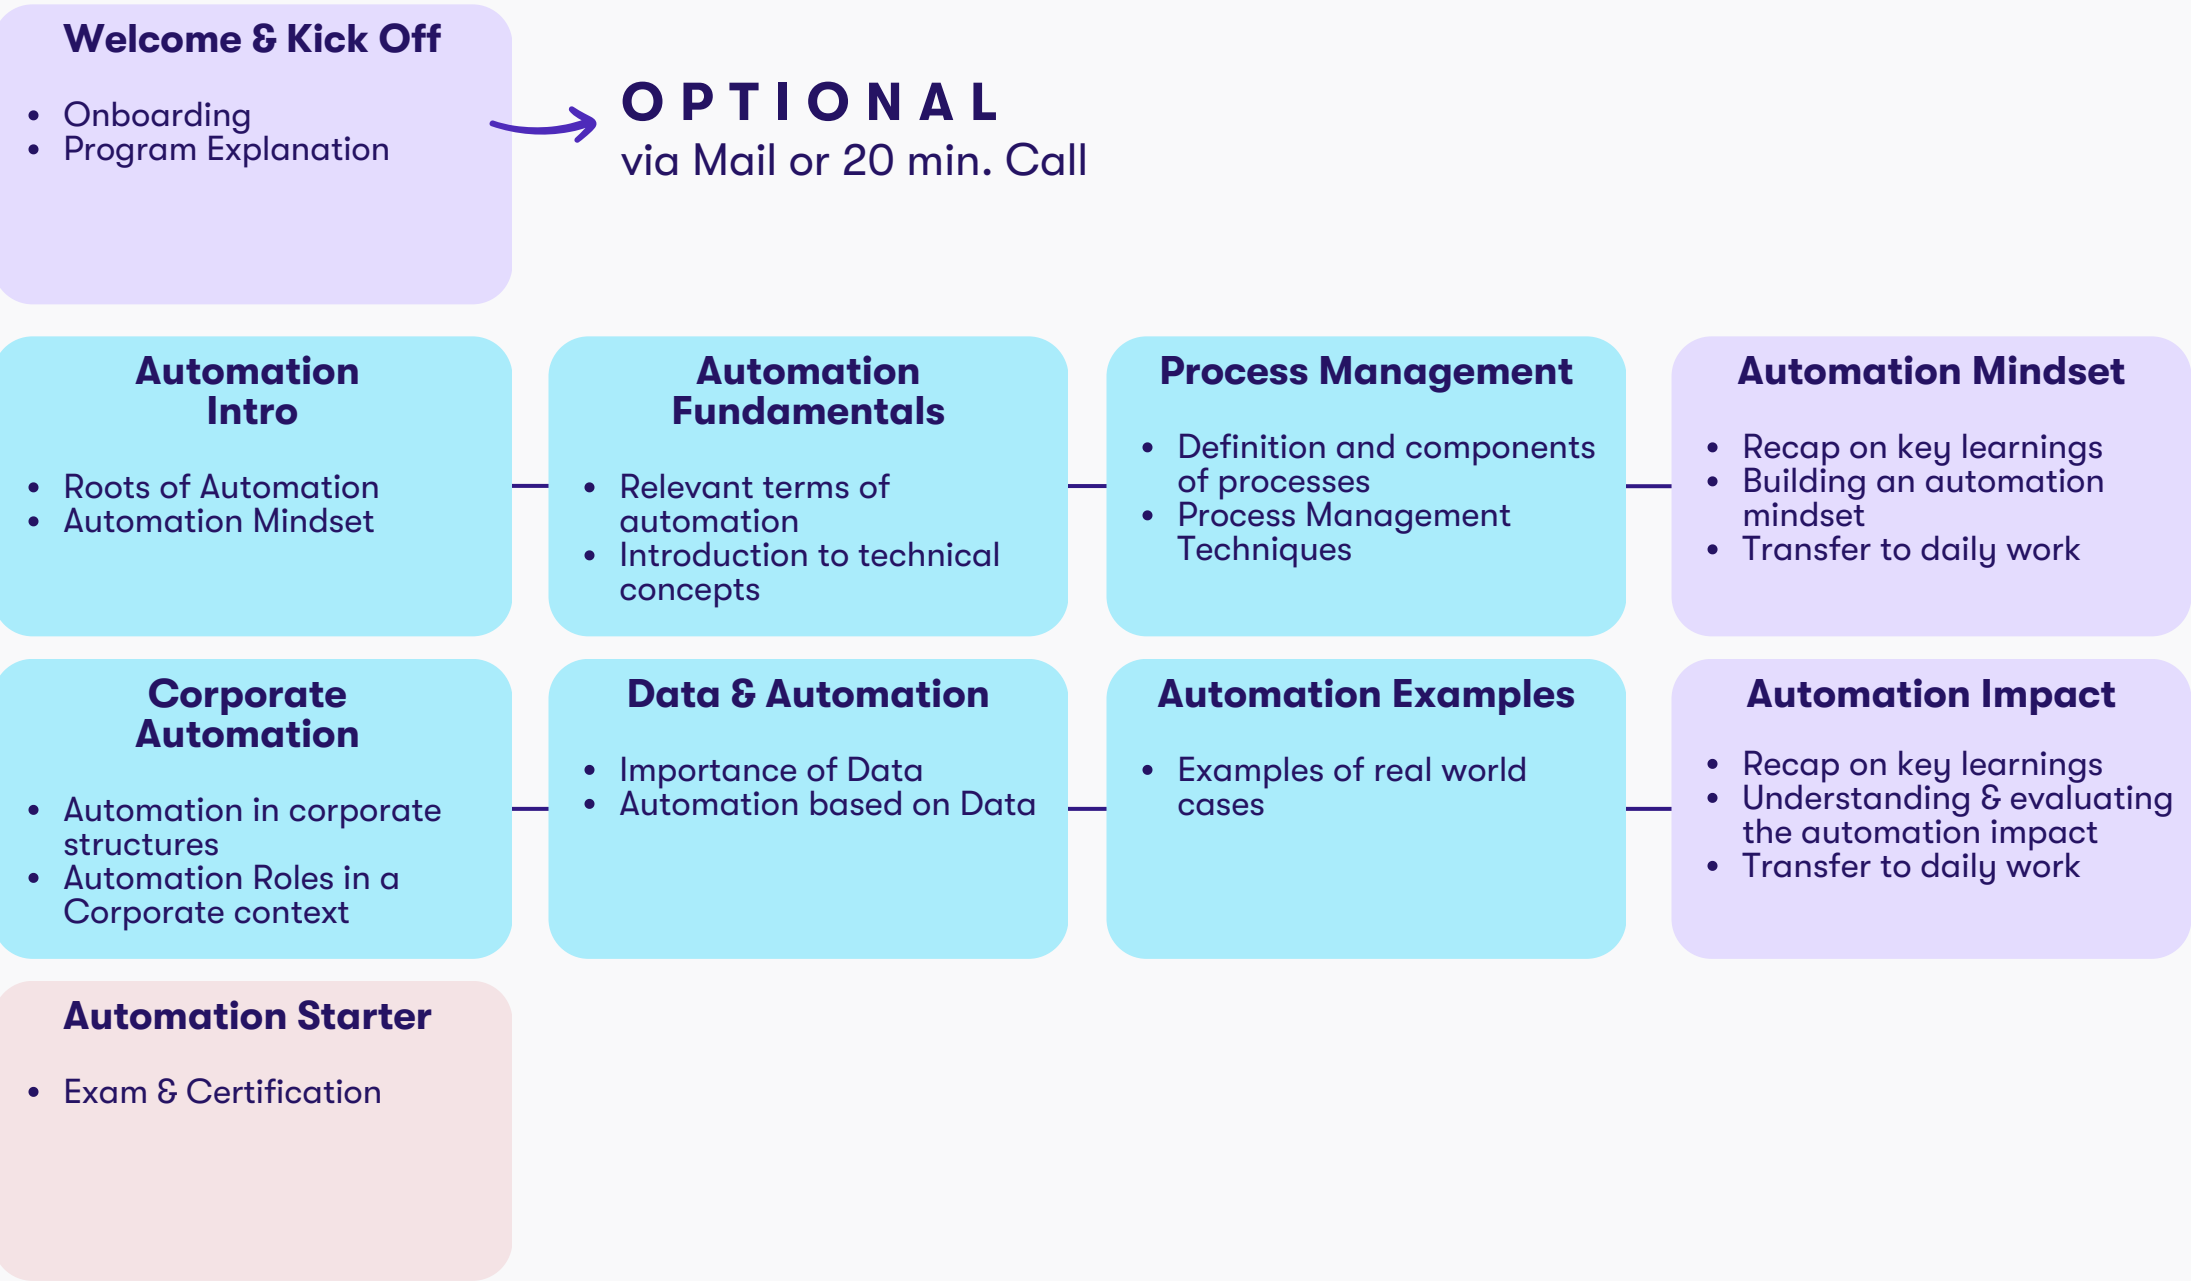 Welcome & Kick Off
• Onboarding
• Program Explanation
OPTIONAL
via Mail or 20 min. Call
Automation
Intro
• Roots of Automation
• Automation Mindset
Automation
Fundamentals
• Relevant terms of
automation
• Introduction to technical
concepts
Process Management
• Definition and components
of processes
• Process Management
Techniques
Automation Mindset
• Recap on key learnings
• Building an automation
mindset
• Transfer to daily work
Corporate
Automation
• Automation in corporate
structures
• Automation Roles in a
Corporate context
Data & Automation
• Importance of Data
• Automation based on Data
Automation Examples
• Examples of real world
cases
Automation Impact
• Recap on key learnings
• Understanding & evaluating
the automation impact
• Transfer to daily work
Automation Starter
• Exam & Certification